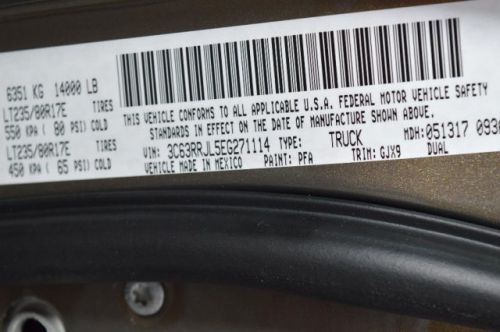 6351 KG 14000 LB
LT235/80R17E TIRES
550 KPA ( 80 PSI) COLD
LT235/80R17E TIRES
450 KPA ( 65 PSI) COLD
THIS VEHICLE CONFORMS TO ALL APPLICABLE U.S.A. FEDERAL MOTOR VEHICLE SAFETY
STANDARDS IN EFFECT ON THE DATE OF MANUFACTURE SHOWN ABOVE.
VIN: 3C63RRJL5EG271114 TYPE: TRUCK MDH: 051317 093
VEHICLE MADE IN MEXICO PAINT: PFA TRIM: GJX9 DUAL